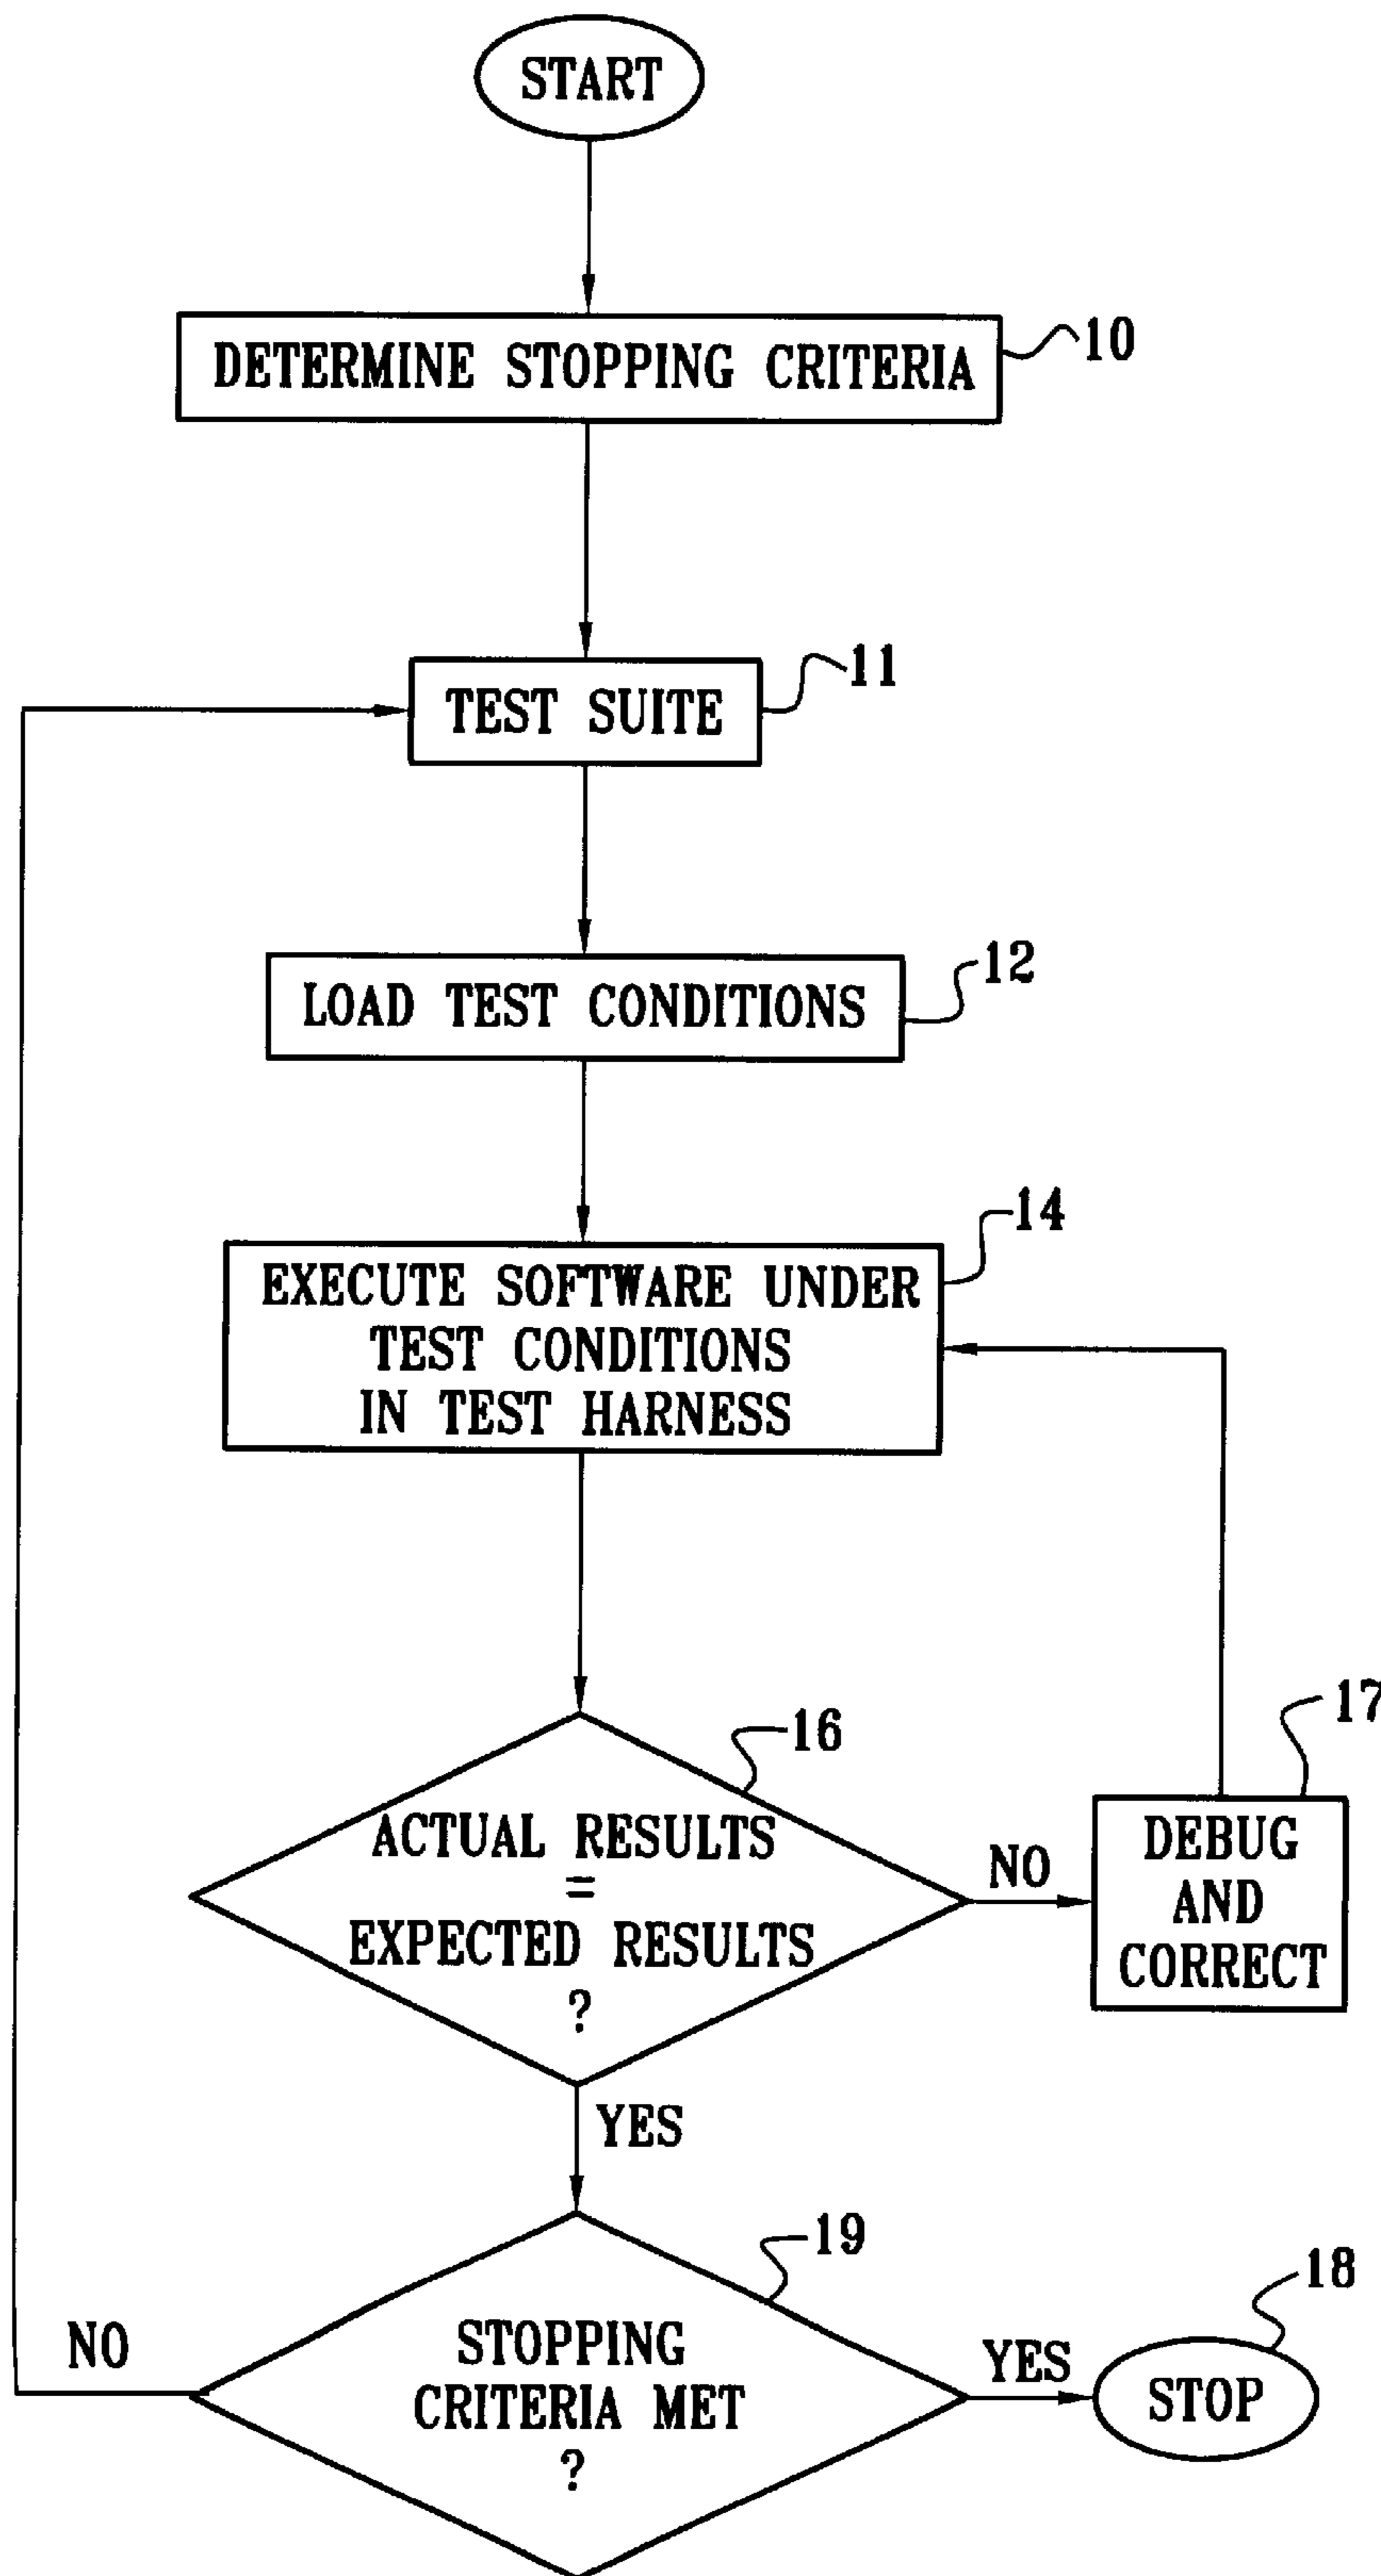 START
DETERMINE STOPPING CRITERIA
10
TEST SUITE
11
LOAD TEST CONDITIONS
12
EXECUTE SOFTWARE UNDER
TEST CONDITIONS
IN TEST HARNESS
14
ACTUAL RESULTS
=
EXPECTED RESULTS
?
16
NO
DEBUG
AND
CORRECT
17
YES
STOPPING
CRITERIA MET
?
19
NO
YES
STOP
18